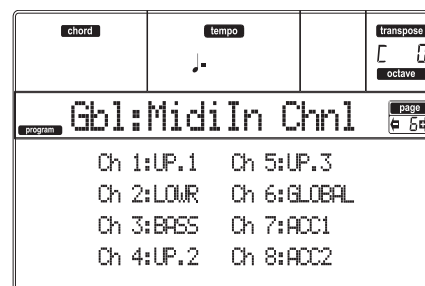 chord tempo transpose
octave
Gbl:MidiIn Chnl
program
page
6
Ch 1:UP.1 Ch 5:UP.3
Ch 2:LOWR Ch 6:GLOBAL
Ch 3:BASS Ch 7:ACC1
Ch 4:UP.2 Ch 8:ACC2